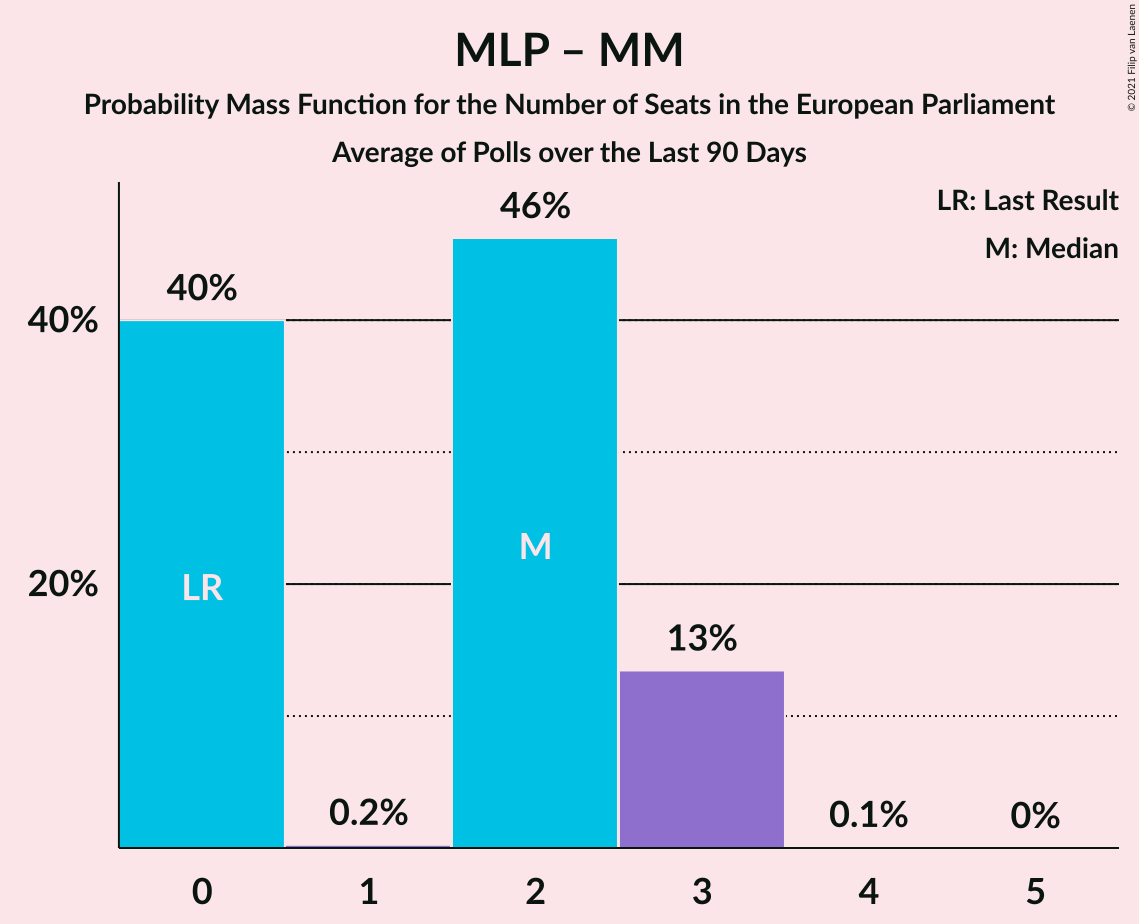 MLP – MM
Probability Mass Function for the Number of Seats in the European Parliament
Average of Polls over the Last 90 Days
© 2021 Filip van Laenen
LR: Last Result
M: Median
46%
40%
40%
M
LR
20%
13%
0.2%
0.1%
0%
0 1 2 3 4 5